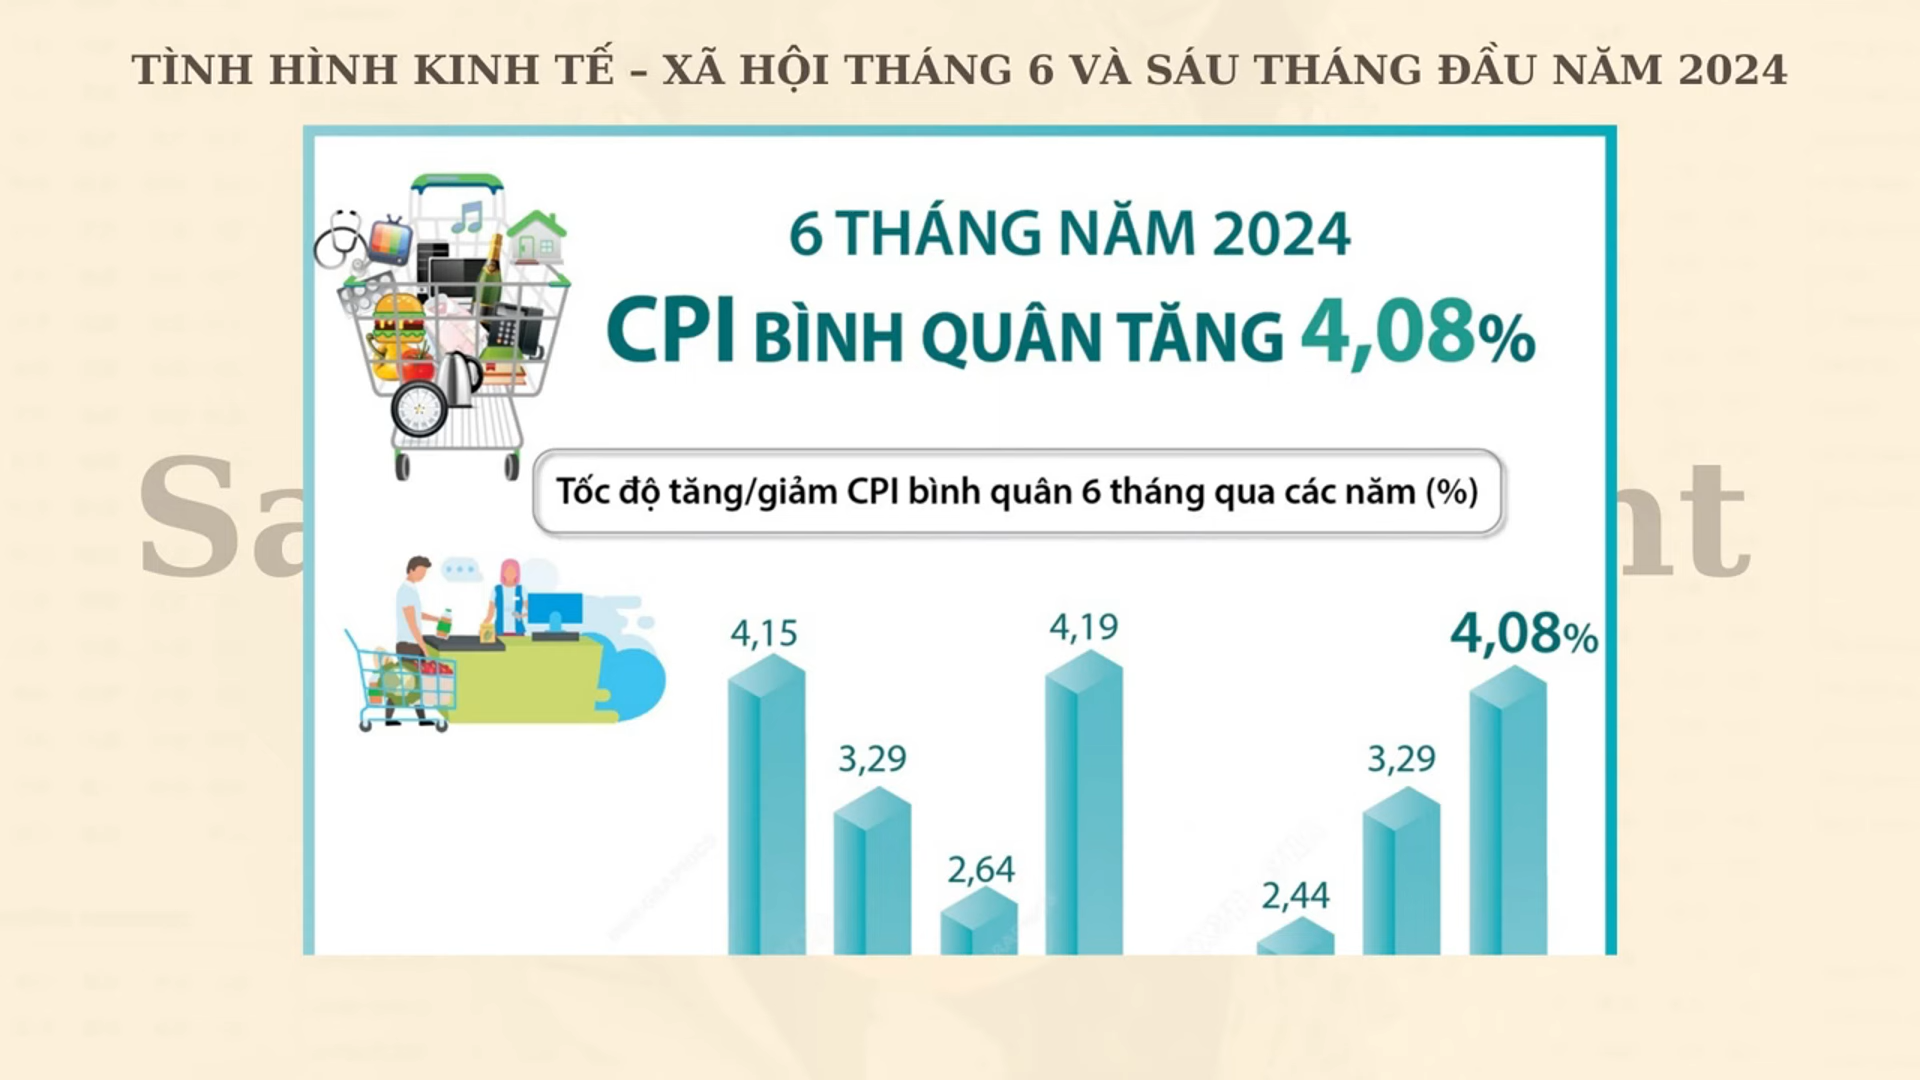 TÌNH HÌNH KINH TẾ – XÃ HỘI THÁNG 6 VÀ SÁU THÁNG ĐẦU NĂM 2024
6 THÁNG NĂM 2024
CPI BÌNH QUÂN TĂNG 4,08%
Tốc độ tăng/giảm CPI bình quân 6 tháng qua các năm (%)
4,15
3,29
2,64
4,19
2,44
3,29
4,08%